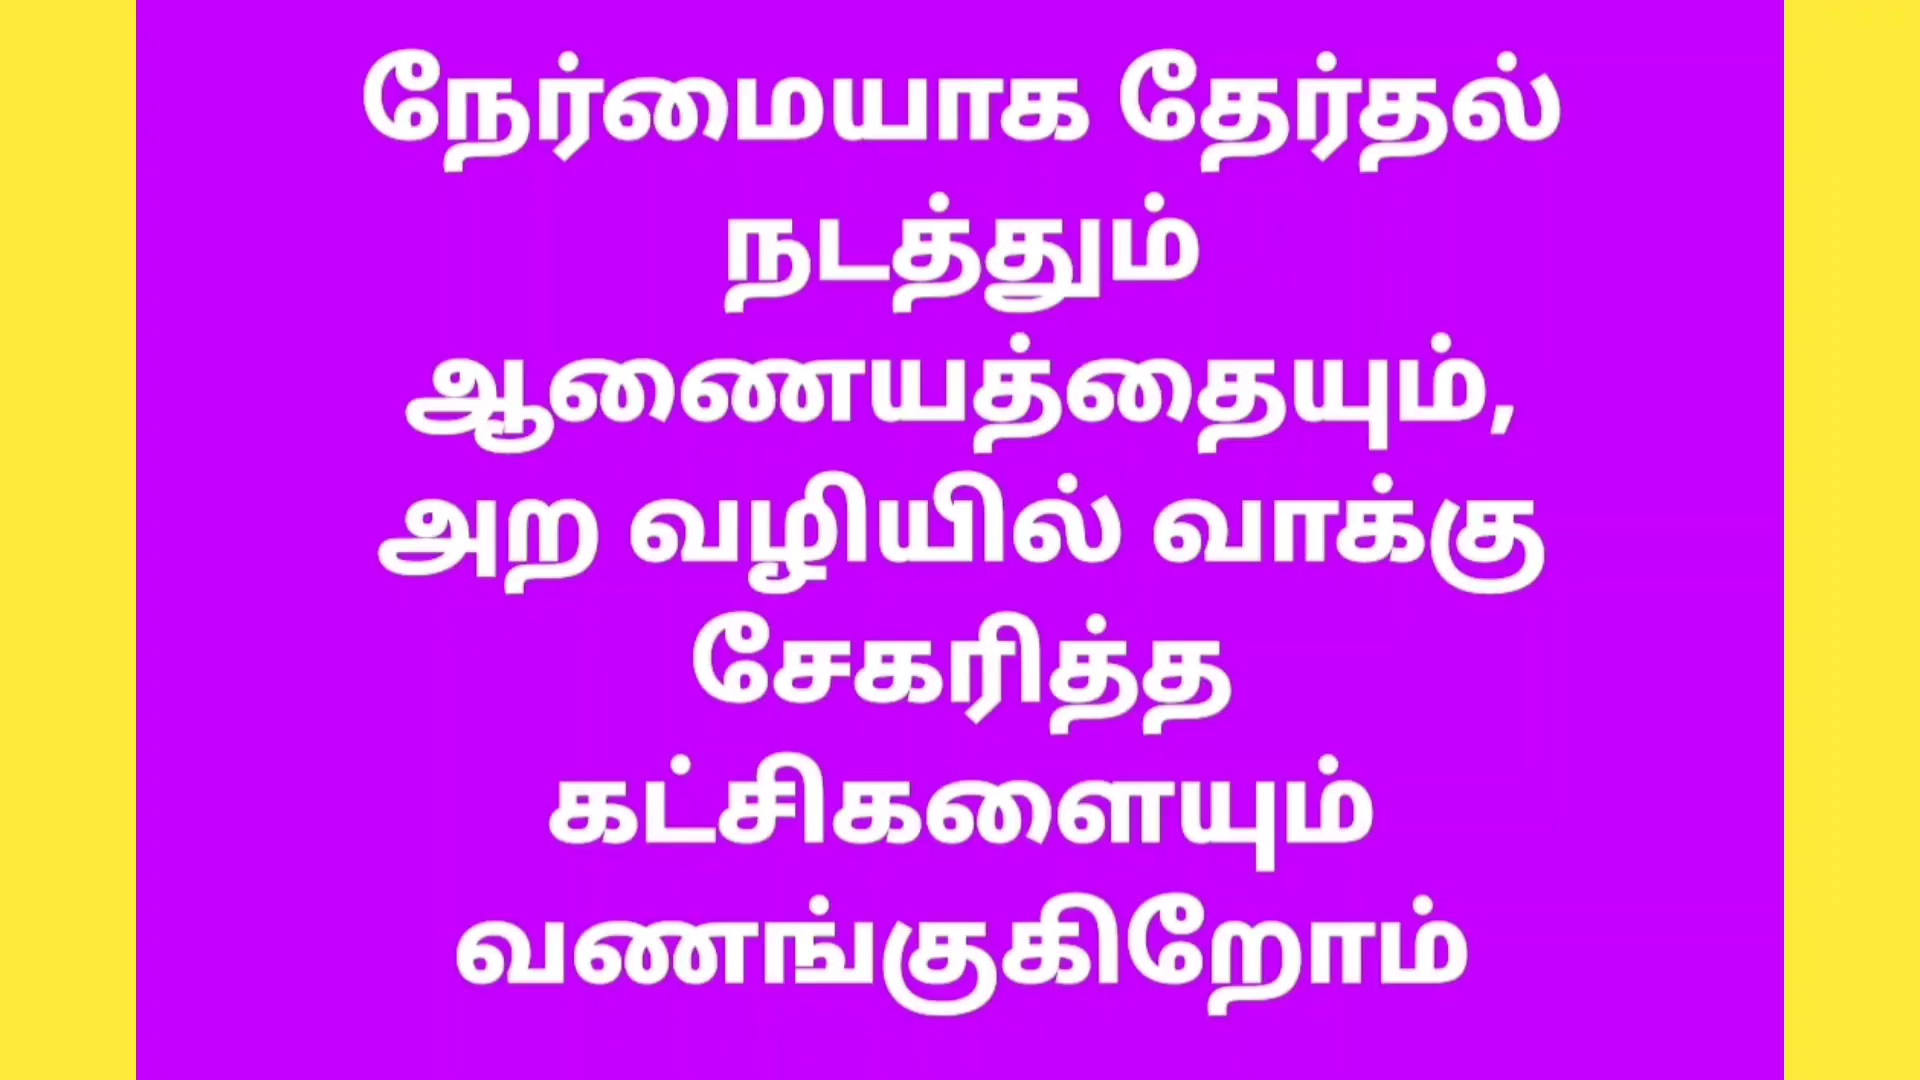 நேர்மையாக தேர்தல்
நடத்தும்
ஆணையத்தையும்,
அற வழியில் வாக்கு
சேகரித்த
கட்சிகளையும்
வணங்குகிறோம்